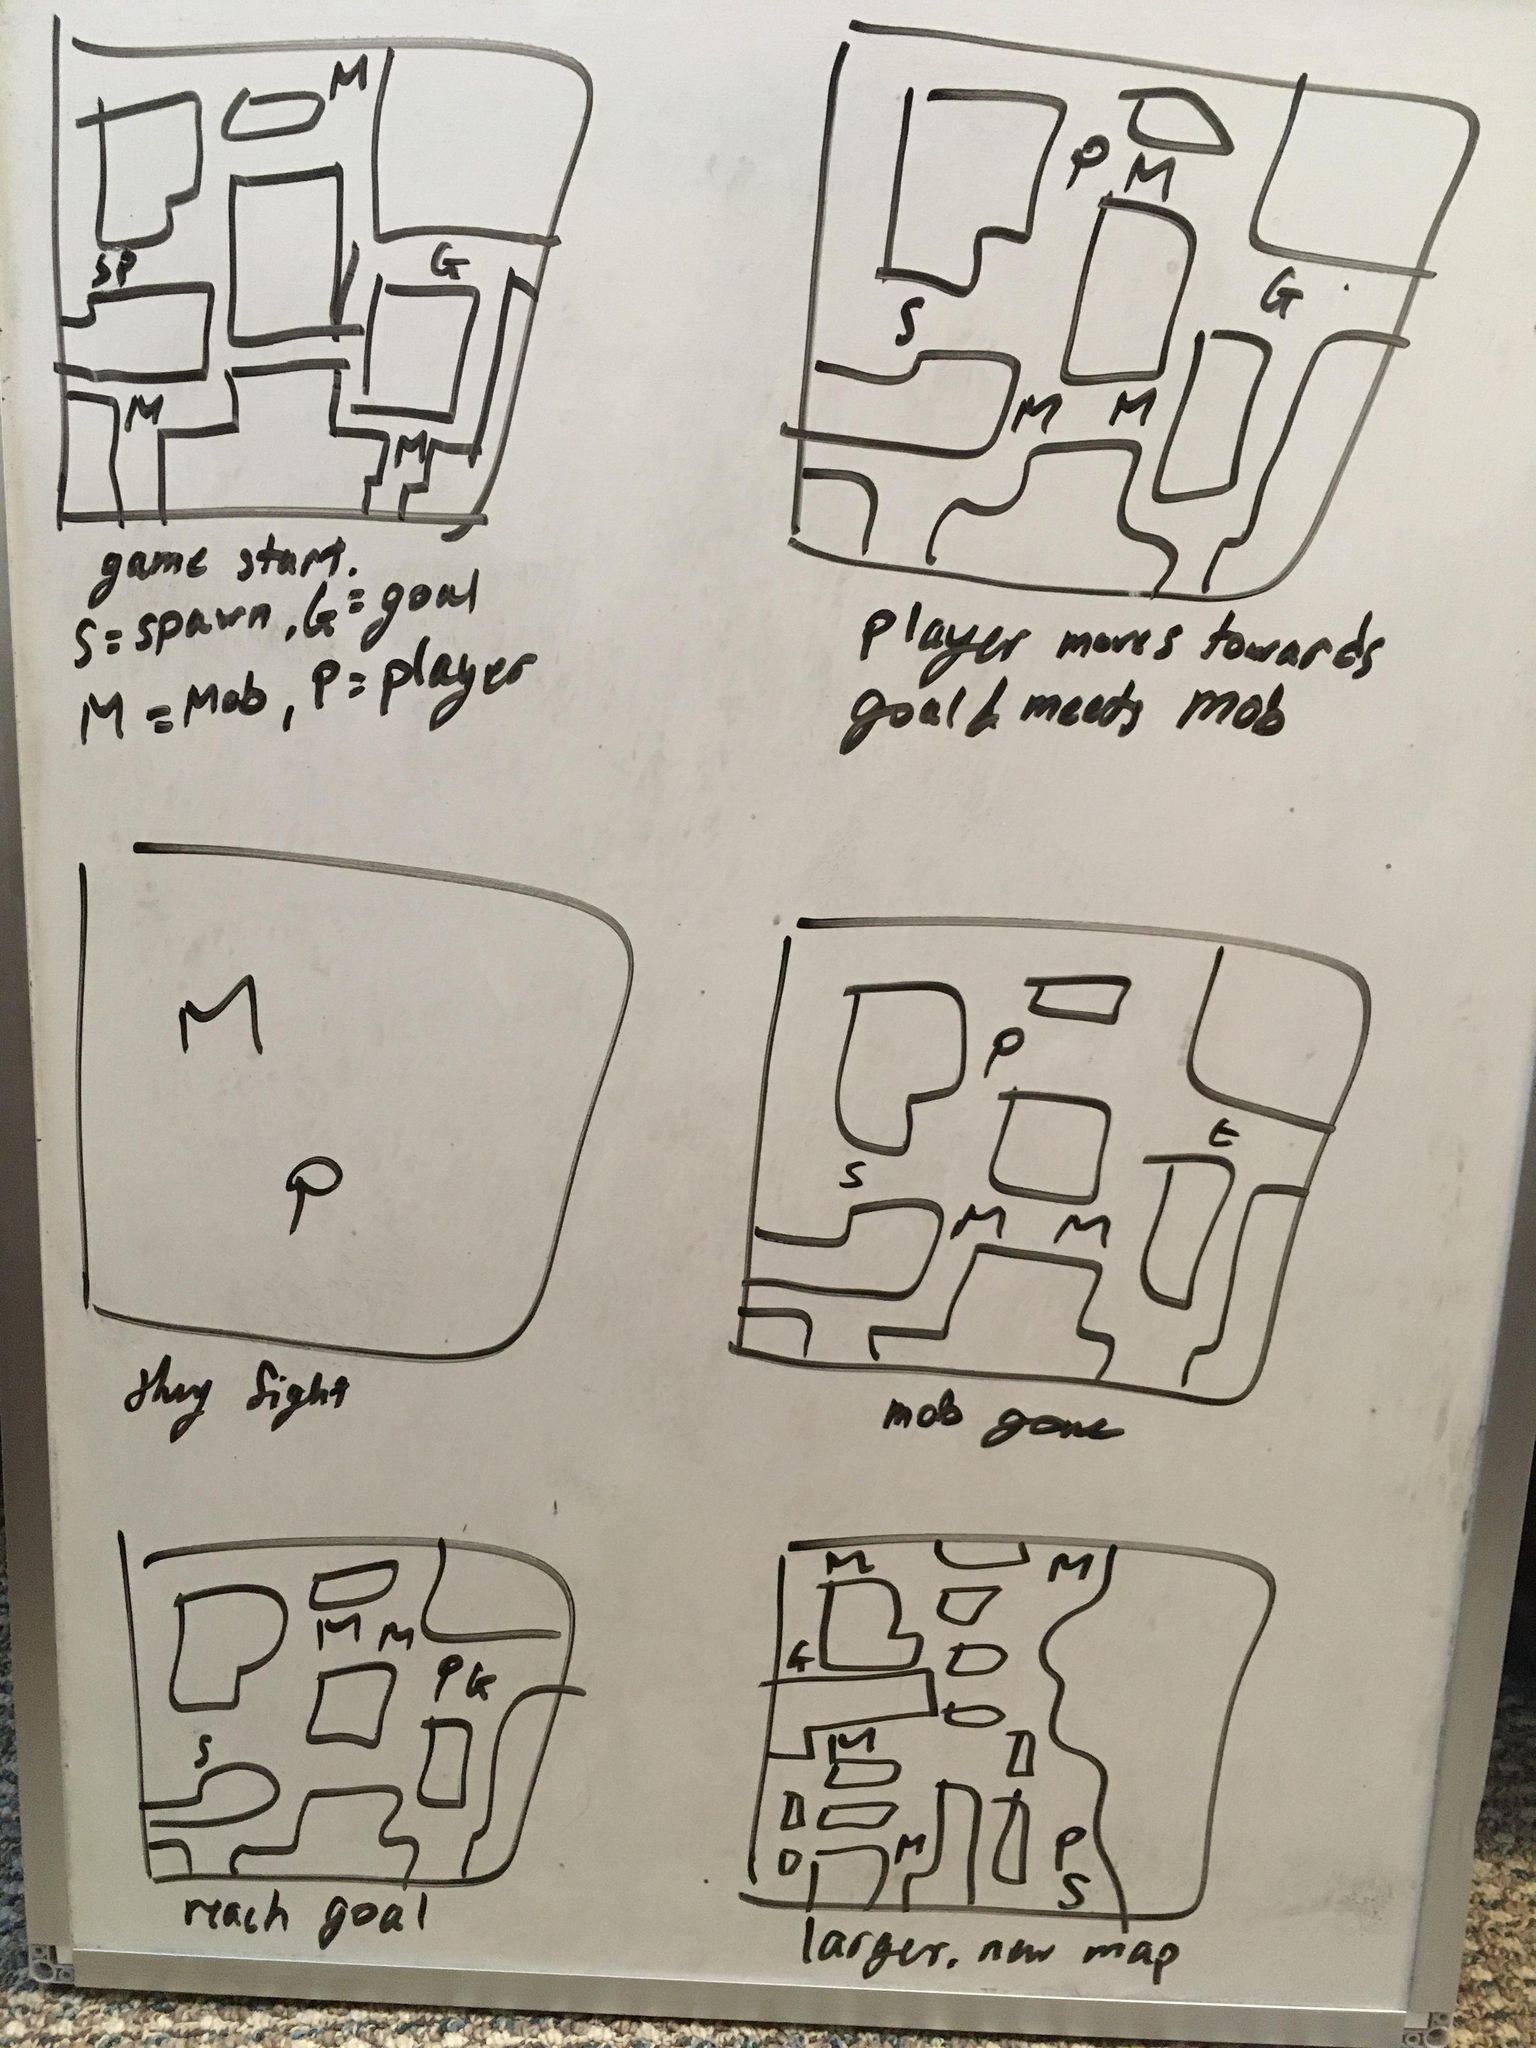 M
SP
G
M
M
game start.
S=spawn, G=goal
M=Mob, P=player
P
M
G
S
M M
player moves towards
goal & meets mob
M
P
they fight
P
E
S
M M
mob gone
M M
P G
S
reach goal
M
M
G
M
M
P
S
larger. new map